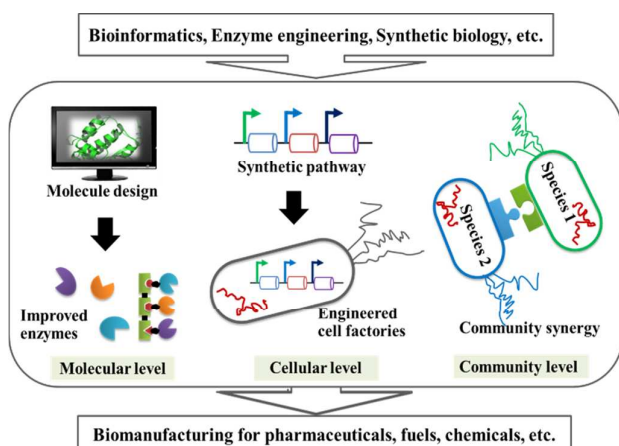 Bioinformatics, Enzyme engineering, Synthetic biology, etc.
Molecule design
Improved
enzymes
Molecular level
Synthetic pathway
Engineered
cell factories
Cellular level
Species 1
Species 2
Community synergy
Community level
Biomanufacturing for pharmaceuticals, fuels, chemicals, etc.